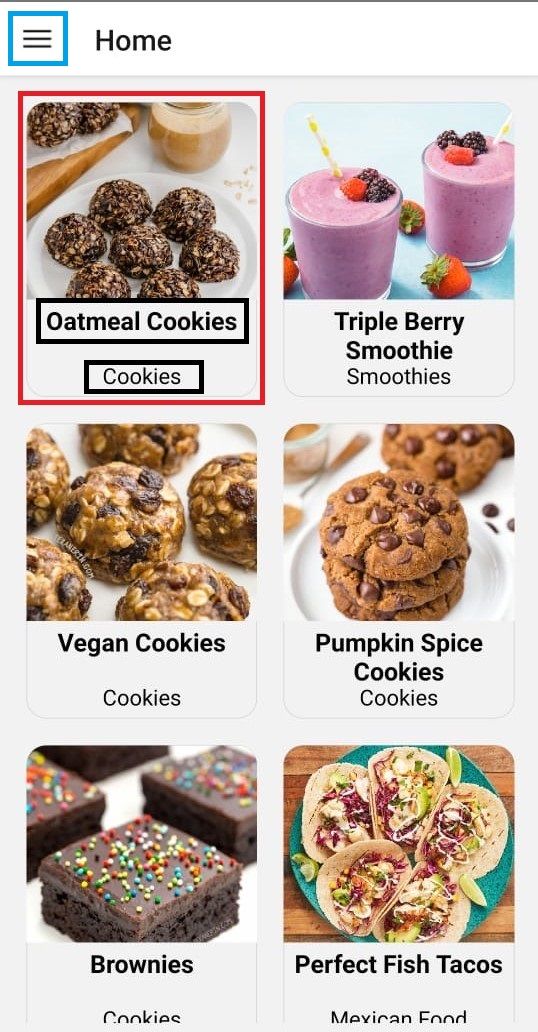 Home
Oatmeal Cookies
Cookies
Triple Berry
Smoothie
Smoothies
Vegan Cookies
Cookies
Pumpkin Spice
Cookies
Cookies
Brownies
Cookies
Perfect Fish Tacos
Mexican Food